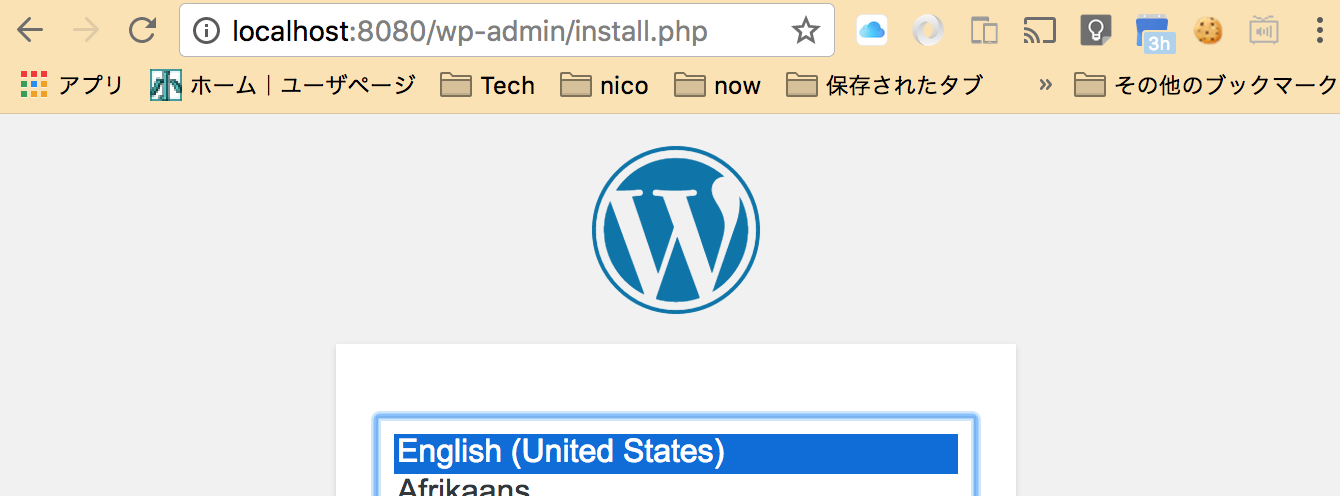 localhost:8080/wp-admin/install.php
3h
アプリ ホーム｜ユーザページ Tech nico now 保存されたタブ » その他のブックマーク
W
English (United States)
Afrikaans